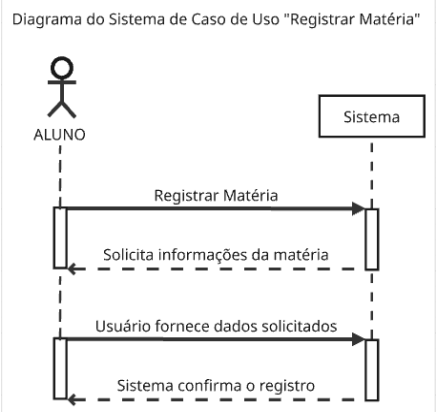 Diagrama do Sistema de Caso de Uso "Registrar Matéria"
ALUNO
Sistema
Registrar Matéria
Solicita informações da matéria
Usuário fornece dados solicitados
Sistema confirma o registro